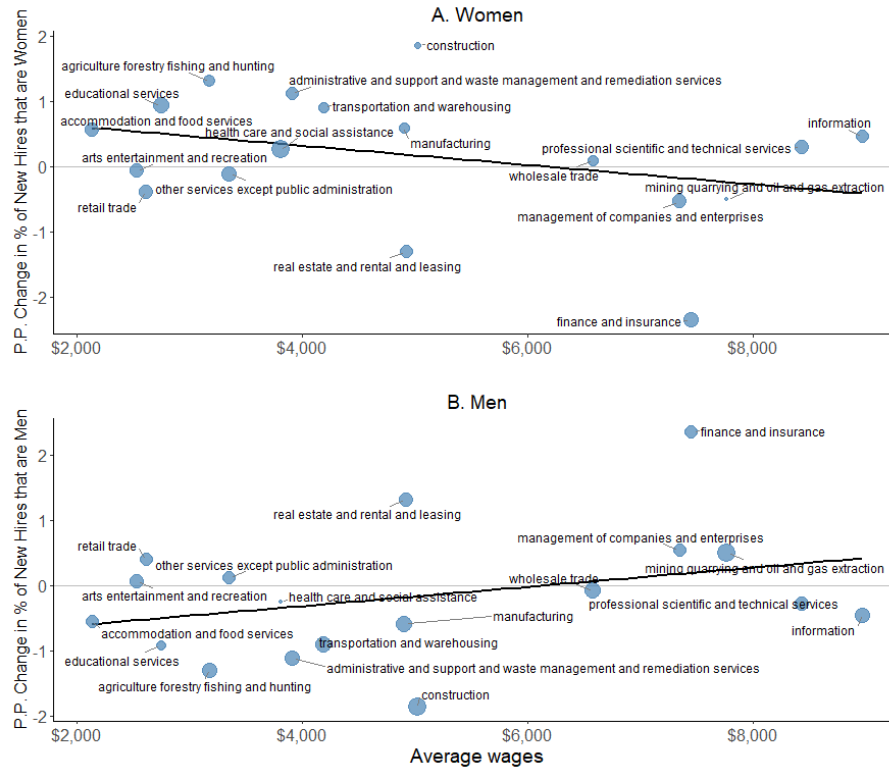 A. Women
P.P. Change in % of New Hires that are Women
2
1
0
-1
-2
construction
agriculture forestry fishing and hunting
administrative and support and waste management and remediation services
educational services
transportation and warehousing
accommodation and food services
health care and social assistance
manufacturing
information
professional scientific and technical services
arts entertainment and recreation
wholesale trade
other services except public administration
mining quarrying and oil and gas extraction
retail trade
management of companies and enterprises
real estate and rental and leasing
finance and insurance
$2,000
$4,000
$6,000
$8,000
B. Men
P.P. Change in % of New Hires that are Men
2
1
0
-1
-2
finance and insurance
real estate and rental and leasing
management of companies and enterprises
retail trade
other services except public administration
mining quarrying and oil and gas extraction
wholesale trade
arts entertainment and recreation
health care and social assistance
professional scientific and technical services
manufacturing
information
accommodation and food services
transportation and warehousing
educational services
administrative and support and waste management and remediation services
agriculture forestry fishing and hunting
construction
$2,000
$4,000
$6,000
$8,000
Average wages